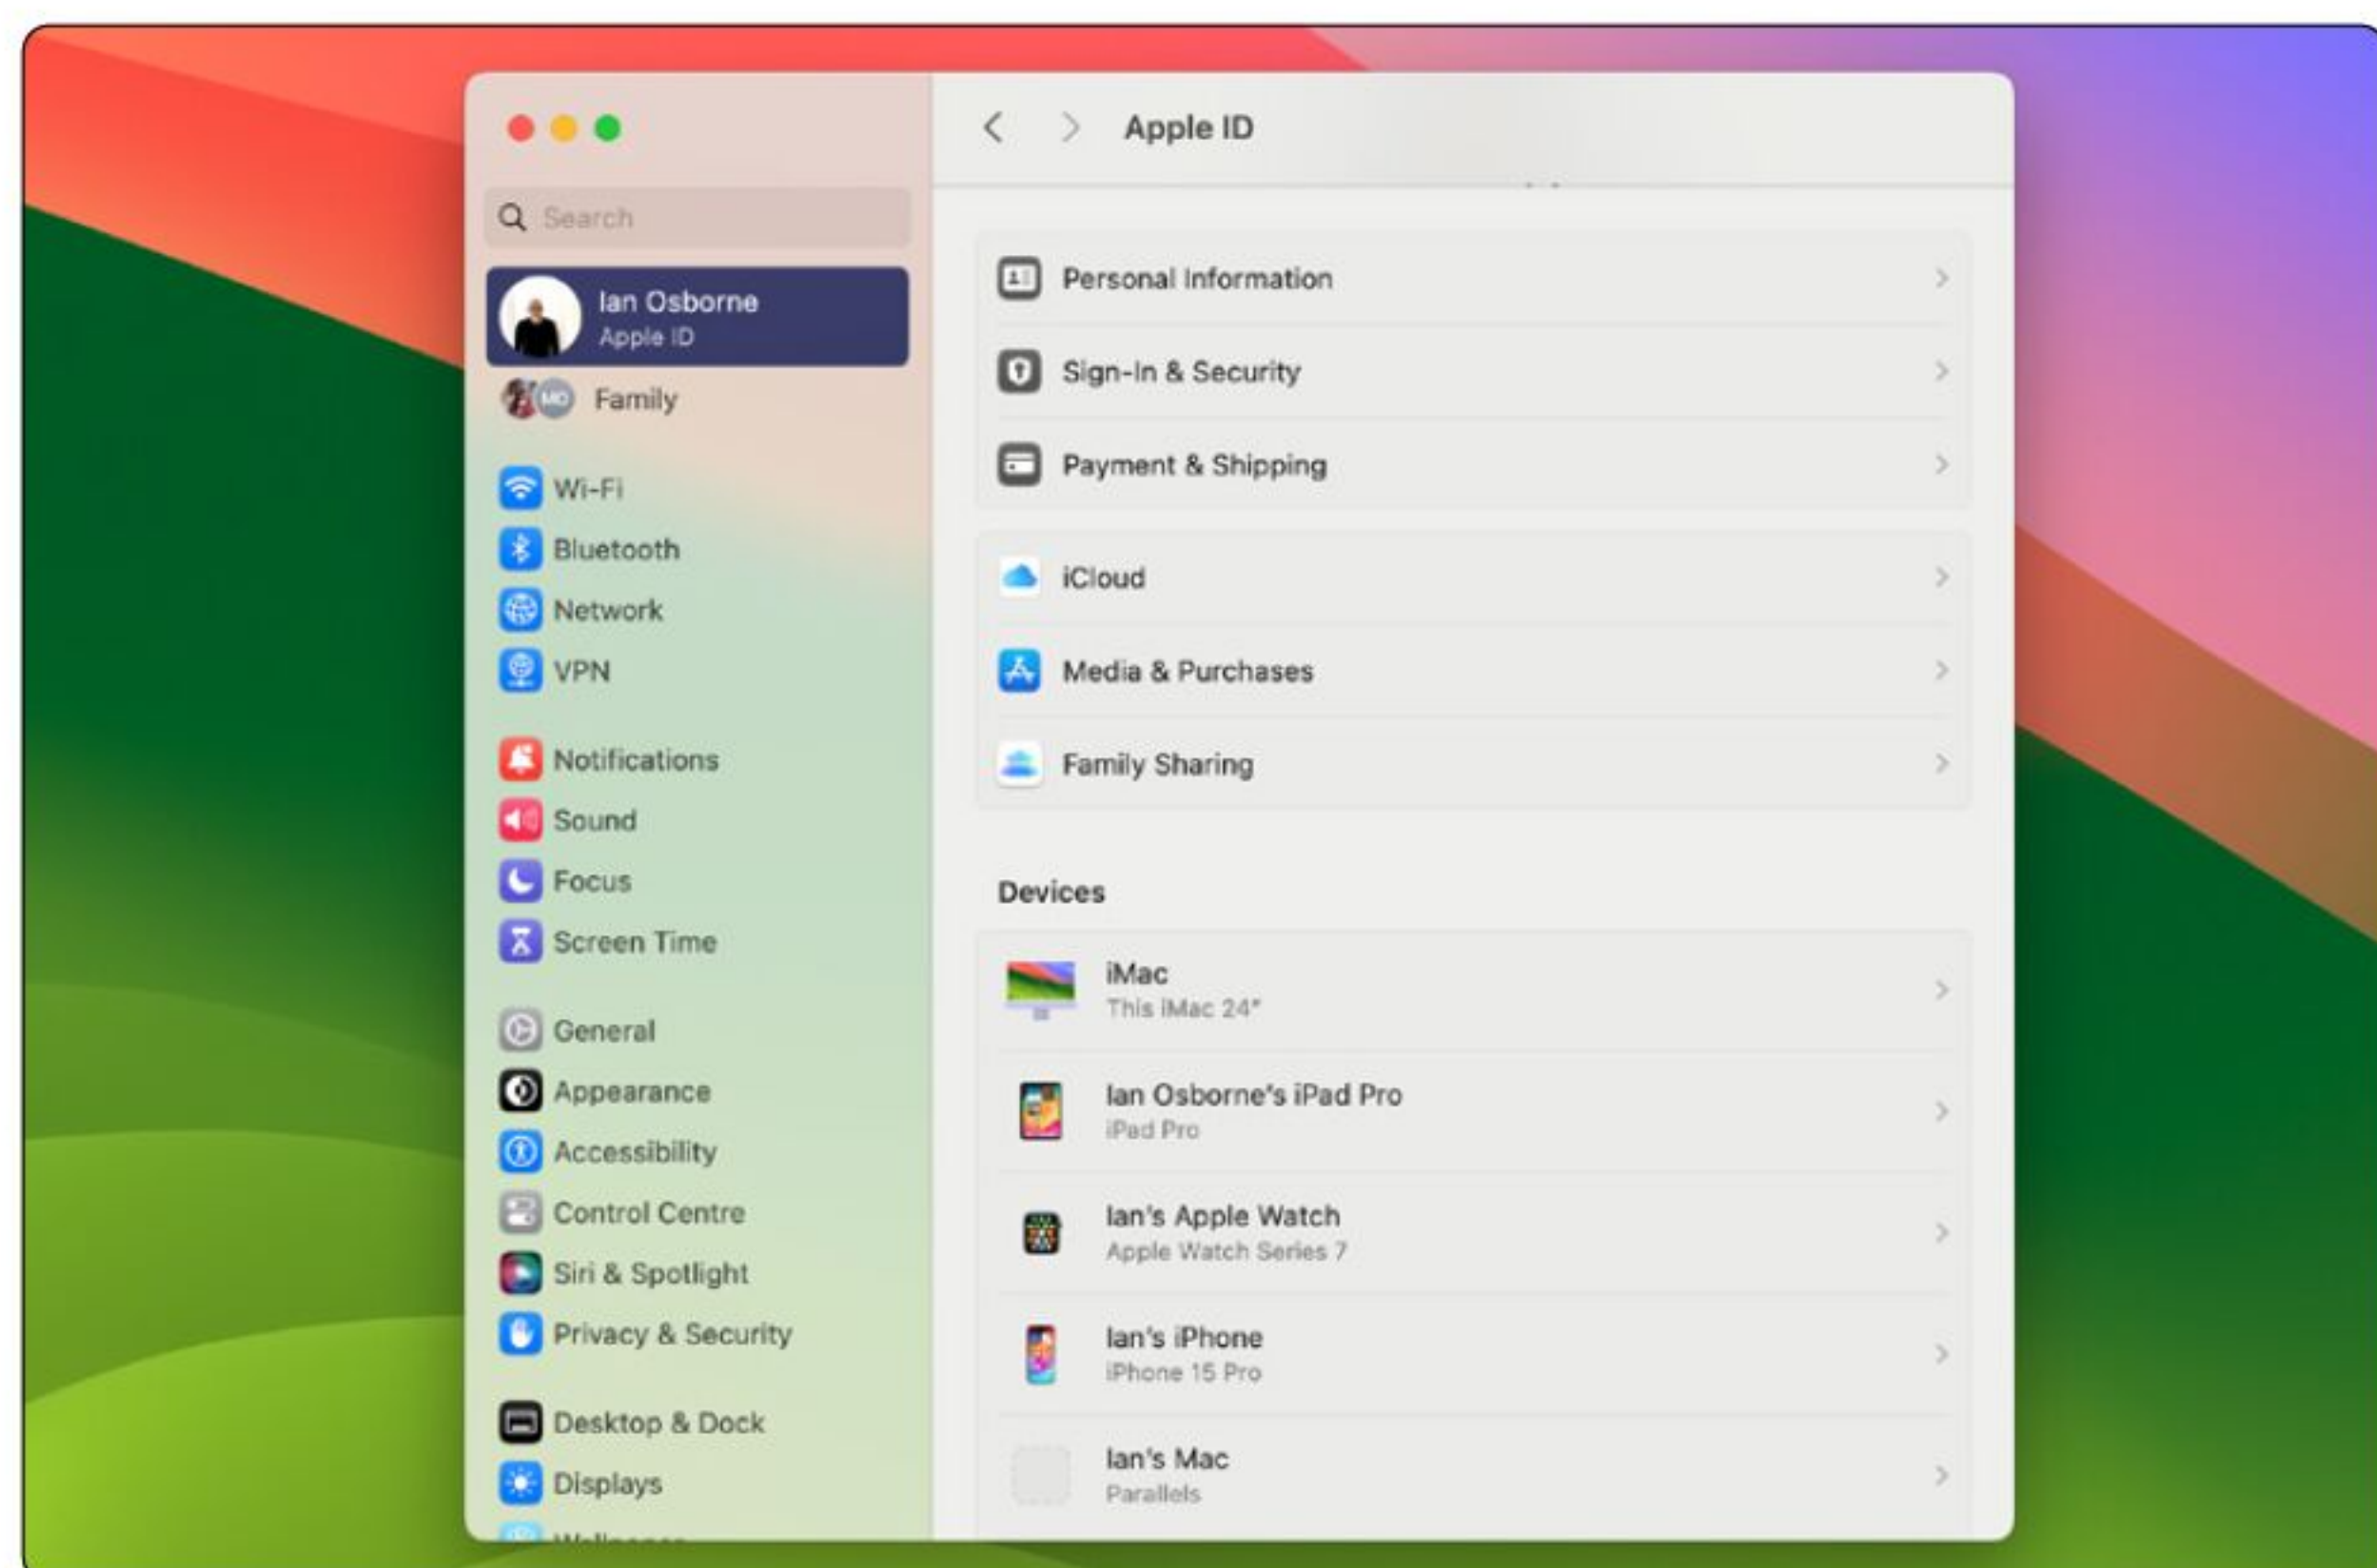 Apple ID
Search
Ian Osborne
Apple ID
MO
Family
Wi-Fi
Bluetooth
Network
VPN
Notifications
Sound
Focus
Screen Time
General
Appearance
Accessibility
Control Centre
Siri & Spotlight
Privacy & Security
Desktop & Dock
Displays
Personal Information
Sign-In & Security
Payment & Shipping
iCloud
Media & Purchases
Family Sharing
Devices
iMac
This iMac 24"
Ian Osborne's iPad Pro
iPad Pro
Ian's Apple Watch
Apple Watch Series 7
Ian's iPhone
iPhone 15 Pro
Ian's Mac
Parallels